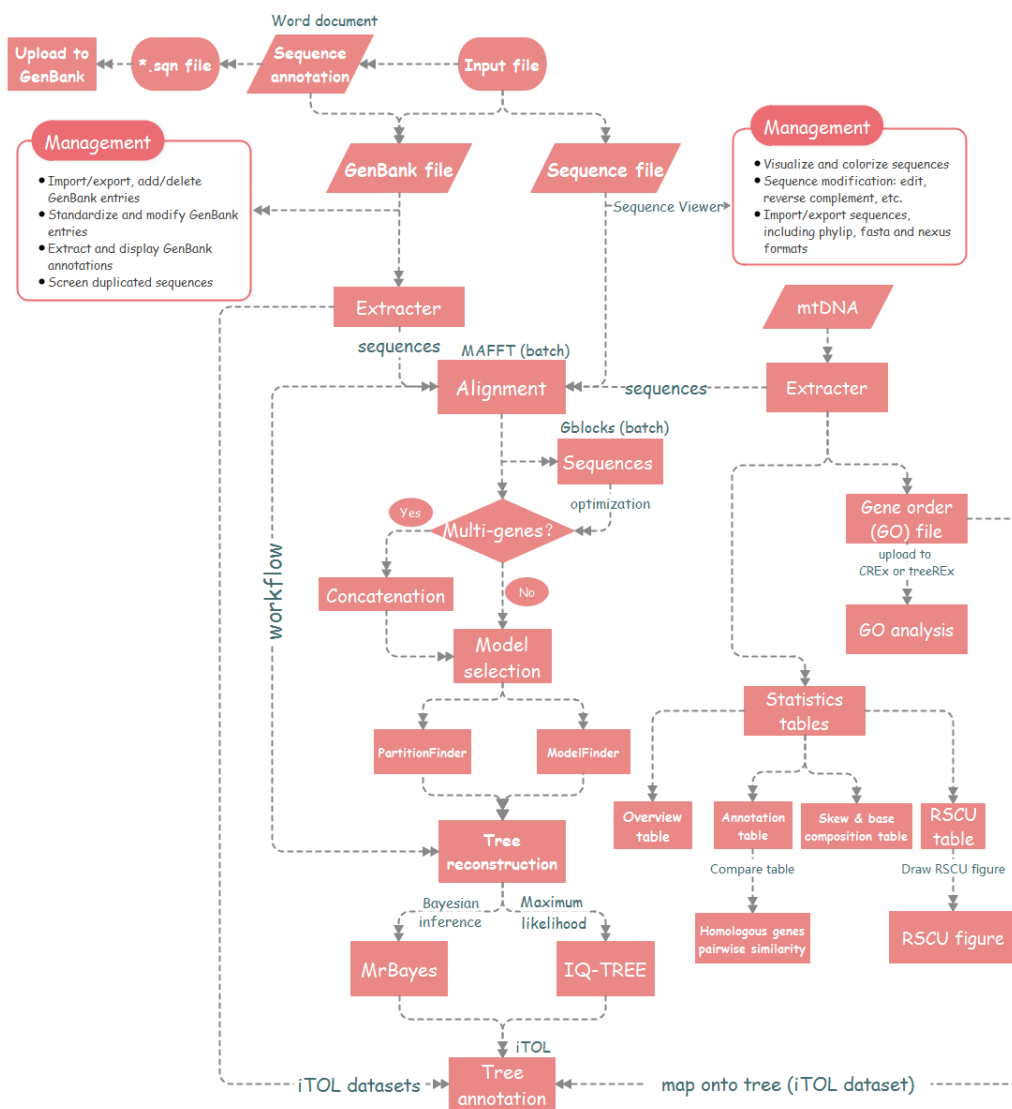 Word document
Upload to
GenBank
*.sqn file
Sequence
annotation
Input file
Management
Import/export, add/delete
GenBank entries
Standardize and modify GenBank
entries
Extract and display GenBank
annotations
Screen duplicated sequences
GenBank file
Sequence file
Sequence Viewer
Management
Visualize and colorize sequences
Sequence modification: edit,
reverse complement, etc.
Import/export sequences,
including phylip, fasta and nexus
formats
Extracter
sequences
MAFFT (batch)
Alignment
sequences
mtDNA
Extracter
Gblocks (batch)
Sequences
optimization
Yes
Multi-genes?
No
Concatenation
Model
selection
workflow
Gene order
(GO) file
upload to
CREx or treeREx
GO analysis
PartitionFinder
ModelFinder
Statistics
tables
Overview
table
Annotation
table
Skew & base
composition table
RSCU
table
Compare table
Draw RSCU figure
Homologous genes
pairwise similarity
RSCU figure
Tree
reconstruction
Bayesian
inference
Maximum
likelihood
MrBayes
IQ-TREE
iTOL
iTOL datasets
Tree
annotation
map onto tree (iTOL dataset)